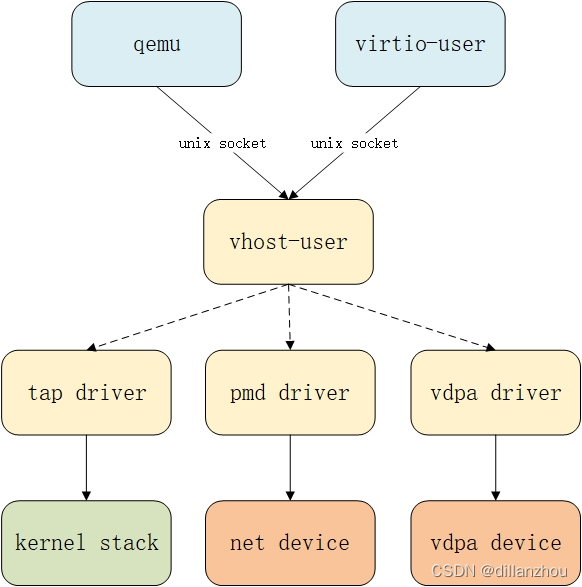 qemu
virtio-user
unix socket
unix socket
vhost-user
tap driver
pmd driver
vdpa driver
kernel stack
net device
vdpa device
CSDN @dillanzhou